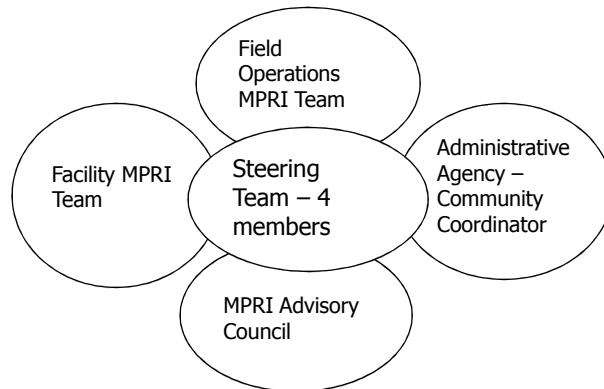 Field
Operations
MPRI Team
Facility MPRI
Team
Steering
Team – 4
members
Administrative
Agency –
Community
Coordinator
MPRI Advisory
Council